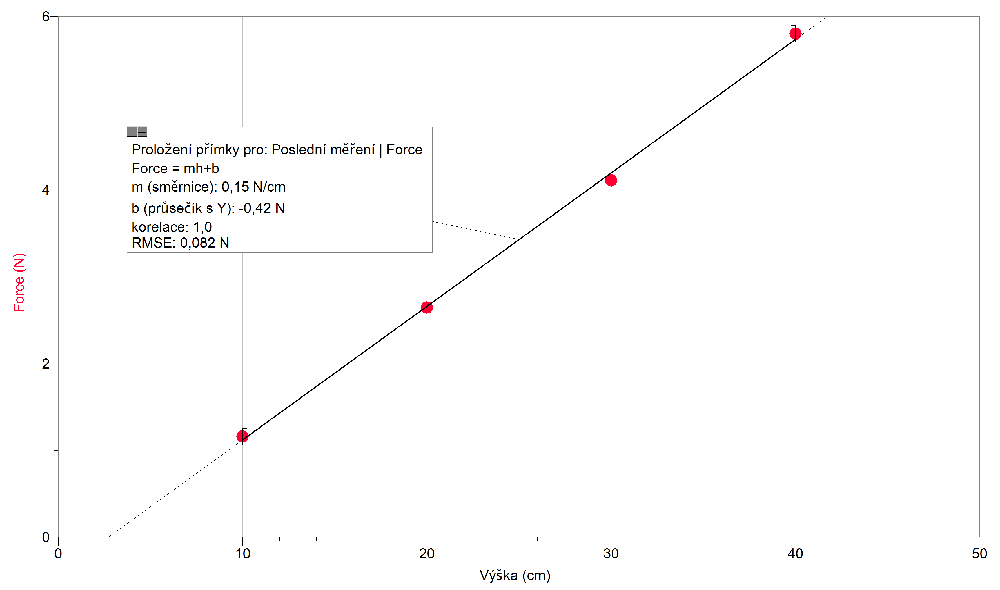 6
4
2
0
Force (N)
Proložení přímky pro: Poslední měření | Force
Force = mh+b
m (směrnice): 0,15 N/cm
b (průsečík s Y): -0,42 N
korelace: 1,0
RMSE: 0,082 N
0 10 20 30 40 50
Výška (cm)